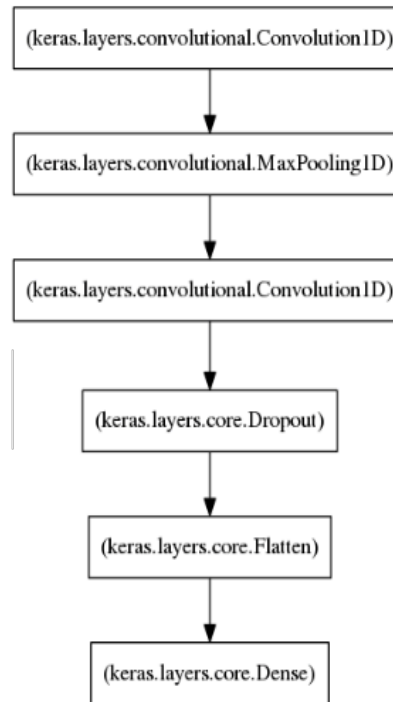 (keras.layers.convolutional.Convolution1D)
(keras.layers.convolutional.MaxPooling1D)
(keras.layers.convolutional.Convolution1D)
(keras.layers.core.Dropout)
(keras.layers.core.Flatten)
(keras.layers.core.Dense)